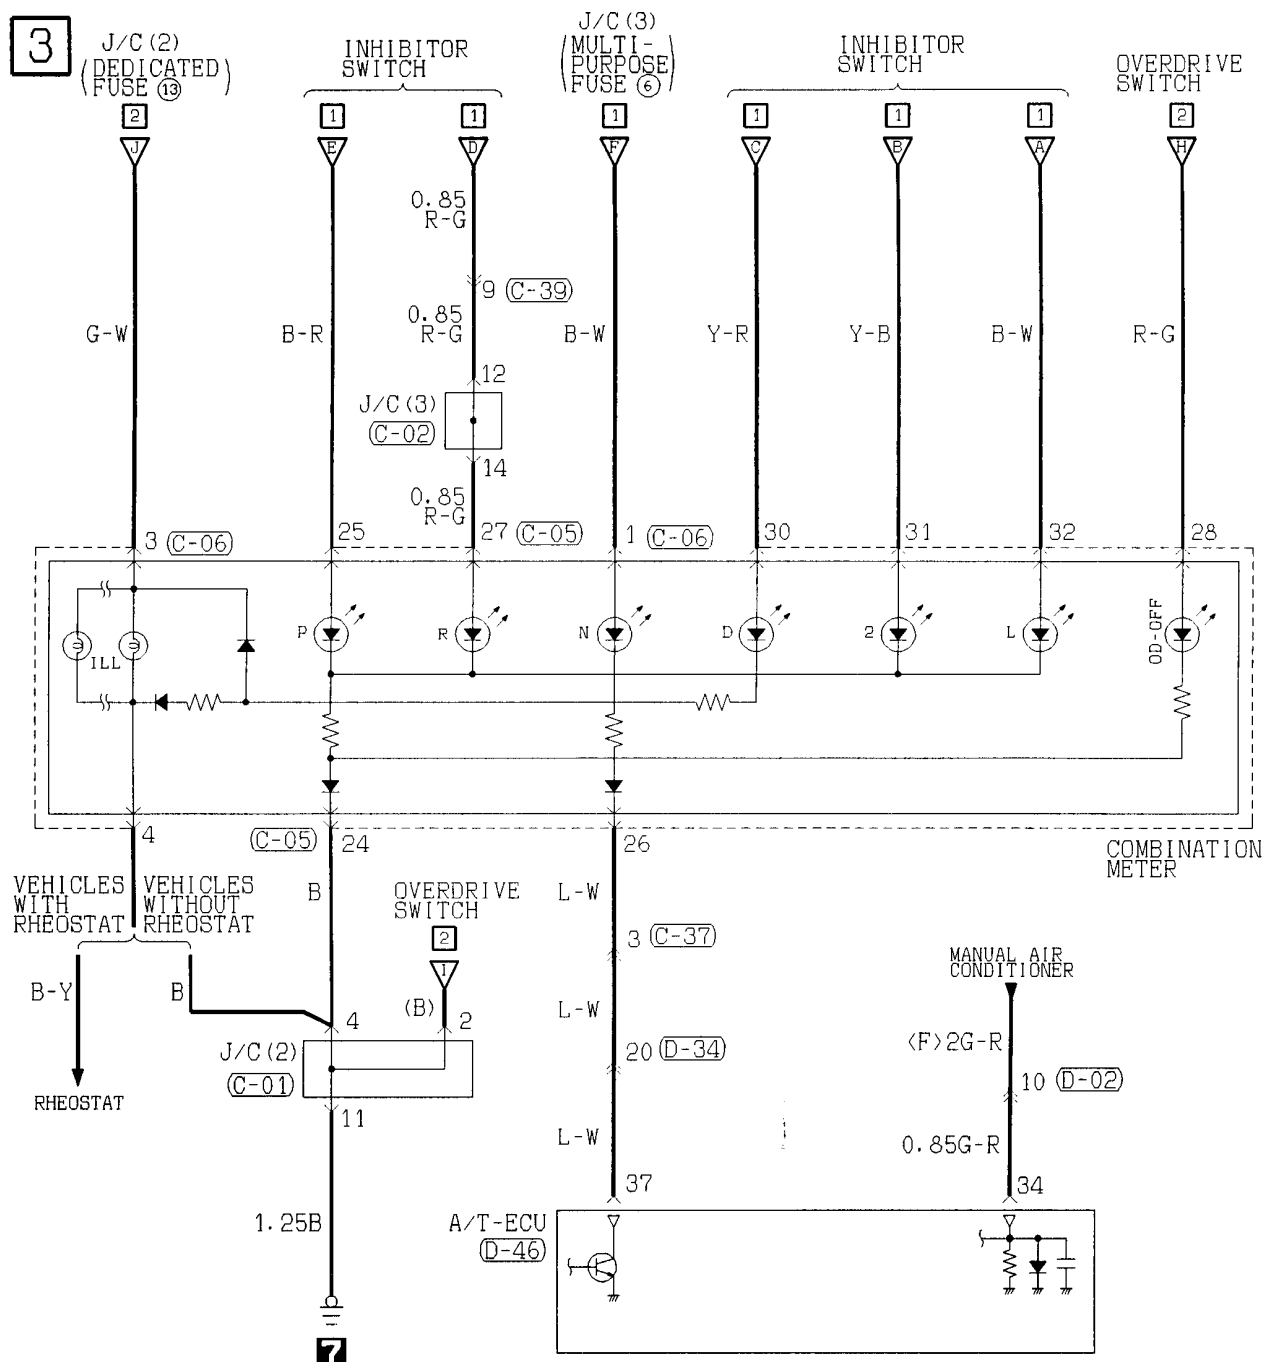 3
J/C(2)
(DEDICATED)
FUSE ⑬
INHIBITOR
SWITCH
J/C(3)
(MULTI-
PURPOSE)
FUSE ⑥
INHIBITOR
SWITCH
OVERDRIVE
SWITCH
2 1 1 1 1 1 1 2
J E D F C B A H
0.85
R-G
9 (C-39)
0.85
R-G
G-W B-R B-W Y-R Y-B B-W R-G
12
J/C(3)
(C-02)
14
0.85
R-G
3 (C-06) 25 27 (C-05) 1 (C-06) 30 31 32 28
ILL P R N D 2 L OD-OFF
4 (C-05) 24 26
COMBINATION
METER
VEHICLES
WITH
RHEOSTAT
VEHICLES
WITHOUT
RHEOSTAT
B
OVERDRIVE
SWITCH
2
I
L-W
3 (C-37)
MANUAL AIR
CONDITIONER
B-Y B
(B)
4 2
L-W
<F>2G-R
J/C(2)
(C-01)
20 (D-34)
10 (D-02)
RHEOSTAT
11
L-W
0.85G-R
37 34
1.25B
A/T-ECU
(D-46)
7